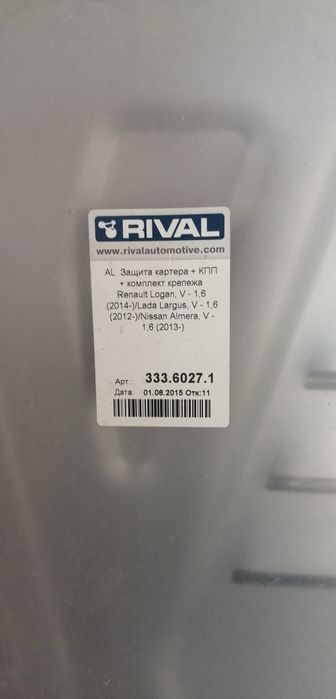 RIVAL
www.rivalautomotive.com
AL Защита картера + КПП
+ комплект крепежа
Renault Logan, V - 1,6
(2014-)/Lada Largus, V - 1,6
(2012-)/Nissan Almera, V -
1,6 (2013-)
Арт.: 333.6027.1
Дата: 01.06.2015 Отк:11